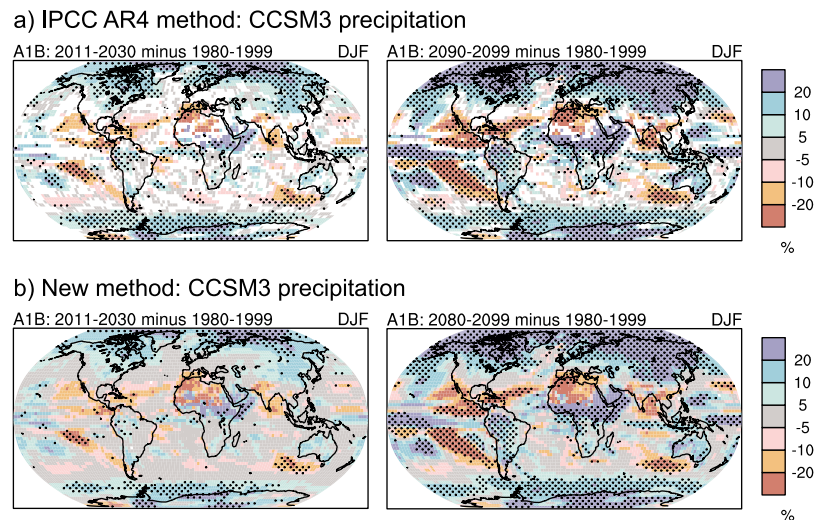 a) IPCC AR4 method: CCSM3 precipitation
A1B: 2011-2030 minus 1980-1999 DJF
A1B: 2090-2099 minus 1980-1999 DJF
20
10
5
-5
-10
-20
%
b) New method: CCSM3 precipitation
A1B: 2011-2030 minus 1980-1999 DJF
A1B: 2080-2099 minus 1980-1999 DJF
20
10
5
-5
-10
-20
%